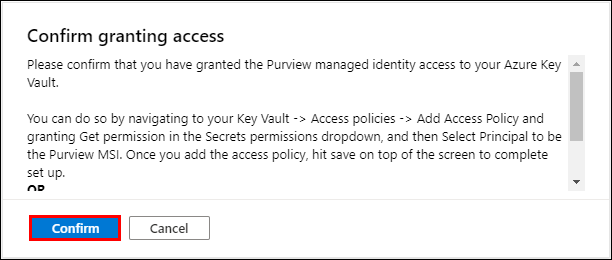 Confirm granting access
Please confirm that you have granted the Purview managed identity access to your Azure Key
Vault.
You can do so by navigating to your Key Vault -> Access policies -> Add Access Policy and
granting Get permission in the Secrets permissions dropdown, and then Select Principal to be
the Purview MSI. Once you add the access policy, hit save on top of the screen to complete
set up.
OR
Confirm
Cancel